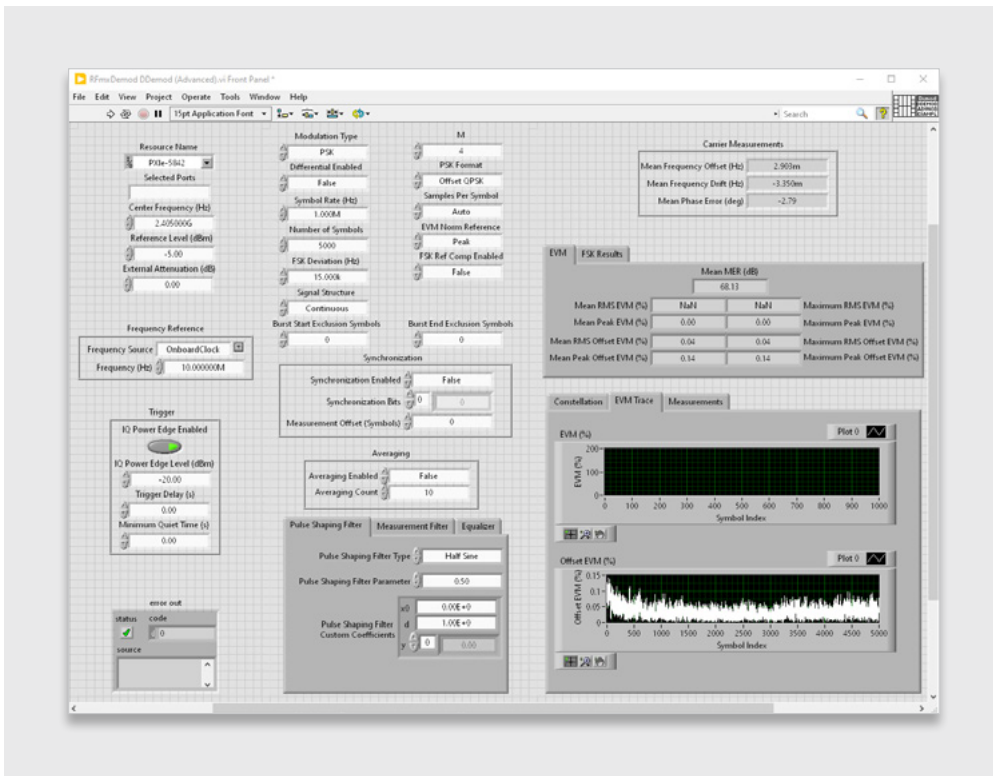 RFmxDemod DDemod (Advanced).vi Front Panel *
File Edit View Project Operate Tools Window Help
15pt Application Font
Search
Resource Name
PXIe-5842
Selected Ports
Center Frequency (Hz)
2.405000G
Reference Level (dBm)
-5.00
External Attenuation (dB)
0.00
Frequency Reference
Frequency Source OnboardClock
Frequency (Hz) 10.000000M
Trigger
IQ Power Edge Enabled
IQ Power Edge Level (dBm)
-20.00
Trigger Delay (s)
0.00
Minimum Quiet Time (s)
0.00
error out
status code
0
source
Modulation Type
PSK
Differential Enabled
False
Symbol Rate (Hz)
1.000M
Number of Symbols
5000
FSK Deviation (Hz)
15.000k
Signal Structure
Continuous
Burst Start Exclusion Symbols
0
M
4
PSK Format
Offset QPSK
Samples Per Symbol
Auto
EVM Norm Reference
Peak
FSK Ref Comp Enabled
False
Burst End Exclusion Symbols
0
Synchronization
Synchronization Enabled False
Synchronization Bits 0 0
Measurement Offset (Symbols) 0
Averaging
Averaging Enabled False
Averaging Count 10
Pulse Shaping Filter Measurement Filter Equalizer
Pulse Shaping Filter Type Half Sine
Pulse Shaping Filter Parameter 0.50
x0 0.00E+0
Pulse Shaping Filter d 1.00E+0
Custom Coefficients y 0 0.00
Carrier Measurements
Mean Frequency Offset (Hz) 2.903m
Mean Frequency Drift (Hz) -3.350m
Mean Phase Error (deg) -2.79
EVM FSK Results
Mean MER (dB)
68.13
Mean RMS EVM (%) NaN NaN Maximum RMS EVM (%)
Mean Peak EVM (%) 0.00 0.00 Maximum Peak EVM (%)
Mean RMS Offset EVM (%) 0.04 0.04 Maximum RMS Offset EVM (%)
Mean Peak Offset EVM (%) 0.14 0.14 Maximum Peak Offset EVM (%)
Constellation EVM Trace Measurements
EVM (%) Plot 0
200
EVM (%)
100
0
0 100 200 300 400 500 600 700 800 900 1000
Symbol Index
Offset EVM (%) Plot 0
0.15
Offset EVM (%)
0.1
0.05
0
0 500 1000 1500 2000 2500 3000 3500 4000 4500 5000
Symbol Index